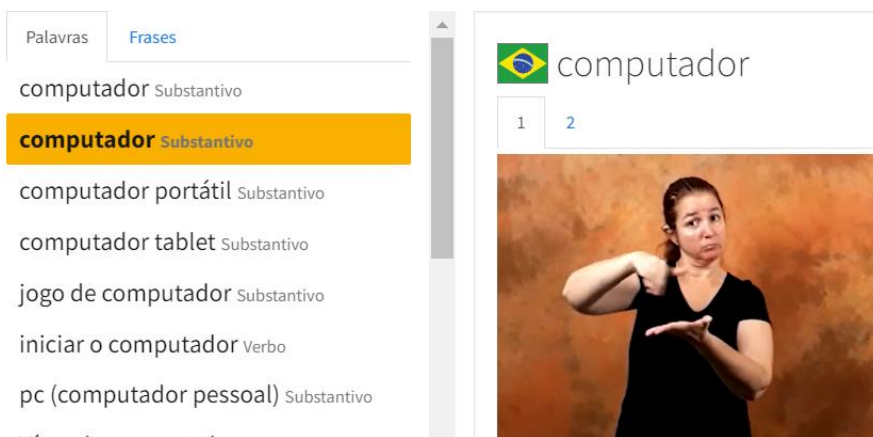 Palavras Frases
computador Substantivo
computador Substantivo
computador portátil Substantivo
computador tablet Substantivo
jogo de computador Substantivo
iniciar o computador Verbo
pc (computador pessoal) Substantivo
computador
1 2